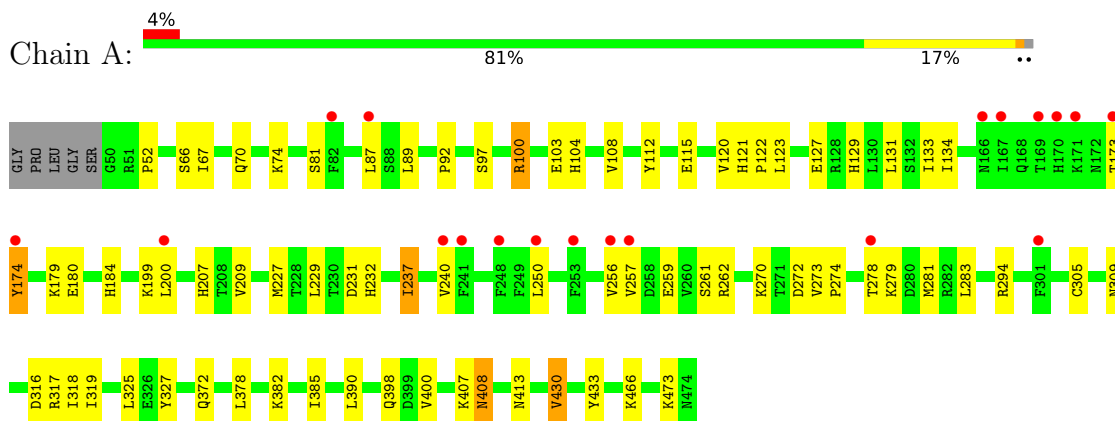 4%
Chain A:
81% 17% ••
GLY PRO LEU GLY SER G50 R51 P52 S66 I67 Q70 K74 S81 F82 L87 S88 L89 P92 S97 R100 E103 H104 V108 Y112 E115 V120 H121 P122 L123 E127 R128 H129 L130 L131 S132 I133 I134 N166 I167 Q168 T169 H170 K171 N172 T173
Y174 K179 E180 H184 K199 L200 H207 T208 V209 M227 T228 L229 T230 D231 H232 I237 V240 F241 F248 F249 L250 F253 V256 V257 D258 E259 V260 S261 R262 K270 T271 D272 V273 P274 T278 K279 D280 M281 R282 L283 R294 F301 C305 N309
D316 R317 I318 I319 L325 E326 Y327 Q372 L378 K382 I385 L390 Q398 D399 V400 K407 N408 N413 V430 Y433 K466 K473 N474